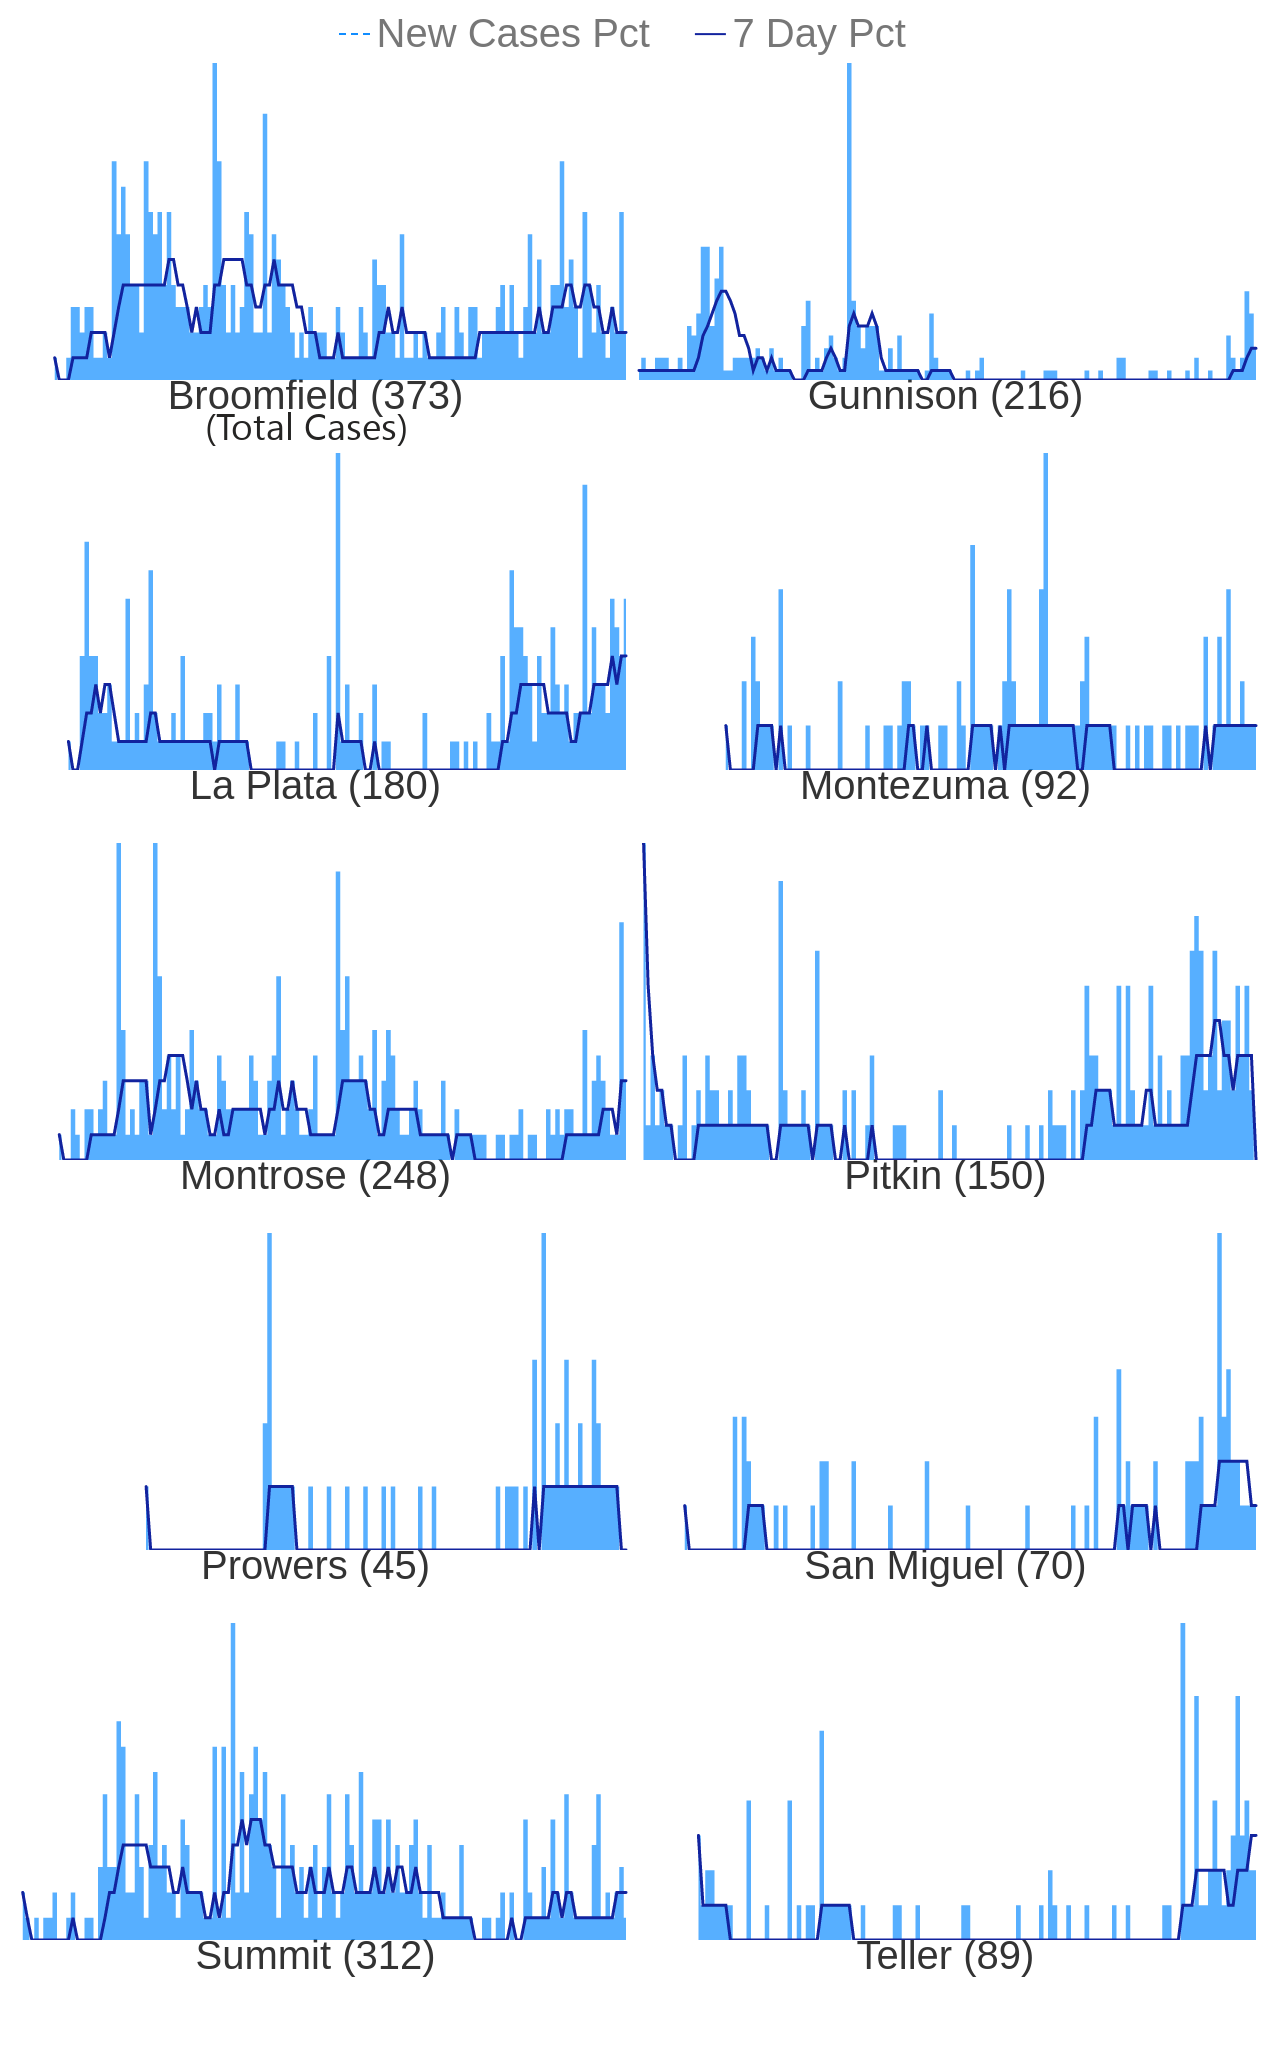 New Cases Pct 7 Day Pct
Broomfield (373) Gunnison (216)
(Total Cases)
La Plata (180) Montezuma (92)
Montrose (248) Pitkin (150)
Prowers (45) San Miguel (70)
Summit (312) Teller (89)